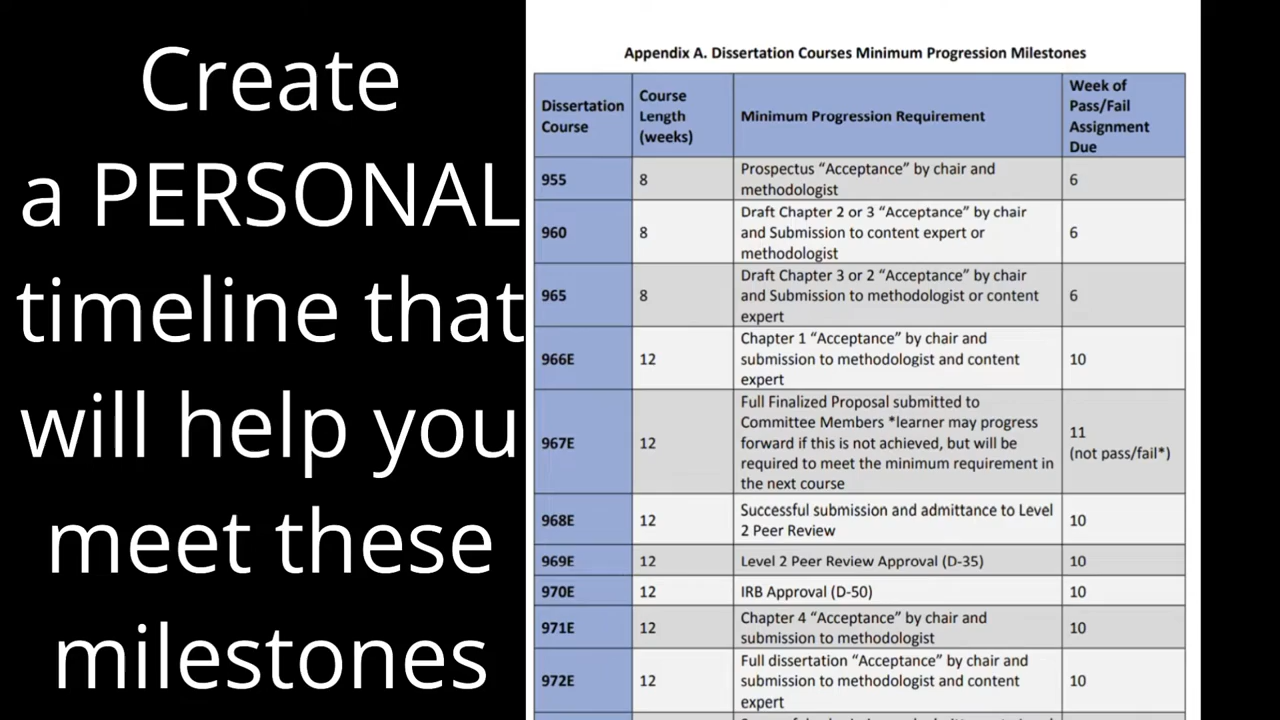 Create
a PERSONAL
timeline that
will help you
meet these
milestones
Appendix A. Dissertation Courses Minimum Progression Milestones
Dissertation
Course
Course
Length
(weeks)
Minimum Progression Requirement
Week of
Pass/Fail
Assignment
Due
955
8
Prospectus “Acceptance” by chair and
methodologist
6
960
8
Draft Chapter 2 or 3 “Acceptance” by chair
and Submission to content expert or
methodologist
6
965
8
Draft Chapter 3 or 2 “Acceptance” by chair
and Submission to methodologist or content
expert
6
966E
12
Chapter 1 “Acceptance” by chair and
submission to methodologist and content
expert
10
967E
12
Full Finalized Proposal submitted to
Committee Members *learner may progress
forward if this is not achieved, but will be
required to meet the minimum requirement in
the next course
11
(not pass/fail*)
968E
12
Successful submission and admittance to Level
2 Peer Review
10
969E
12
Level 2 Peer Review Approval (D-35)
10
970E
12
IRB Approval (D-50)
10
971E
12
Chapter 4 “Acceptance” by chair and
submission to methodologist
10
972E
12
Full dissertation “Acceptance” by chair and
submission to methodologist and content
expert
10